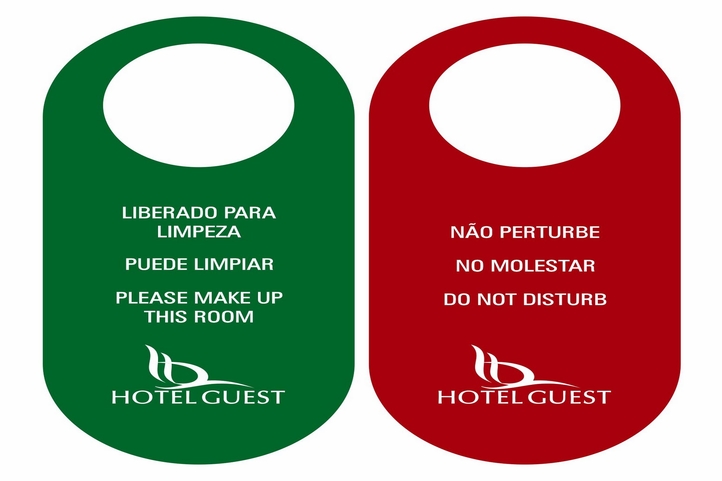 LIBERADO PARA
LIMPEZA
PUEDE LIMPIAR
PLEASE MAKE UP
THIS ROOM
HOTEL GUEST
NÃO PERTURBE
NO MOLESTAR
DO NOT DISTURB
HOTEL GUEST